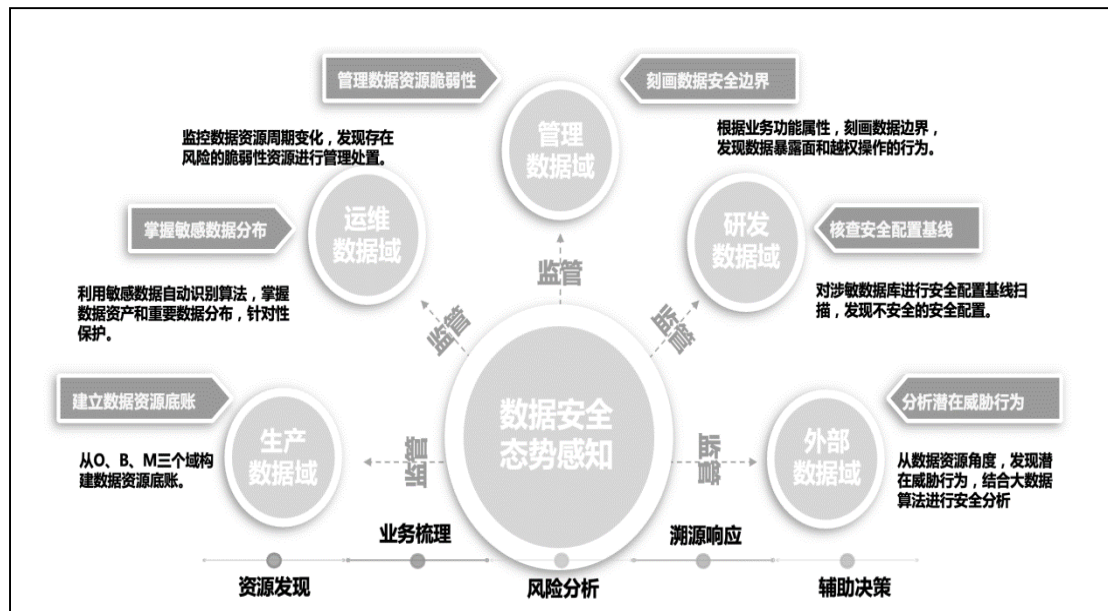 管理数据资源脆弱性
刻画数据安全边界
管理
数据域
监控数据资源周期变化，发现存在
风险的脆弱性资源进行管理处置。
根据业务功能属性，刻画数据边界，
发现数据暴露面和越权操作的行为。
掌握敏感数据分布
运维
数据域
研发
数据域
核查安全配置基线
利用敏感数据自动识别算法，掌握
数据资产和重要数据分布，针对性
保护。
对涉敏数据库进行安全配置基线扫
描，发现不安全的安全配置。
监管
监管
监管
建立数据资源底账
生产
数据域
数据安全
态势感知
外部
数据域
分析潜在威胁行为
从O、B、M三个域构
建数据资源底账。
监管
监管
从数据资源角度，发现潜
在威胁行为，结合大数据
算法进行安全分析
业务梳理
溯源响应
资源发现
风险分析
辅助决策